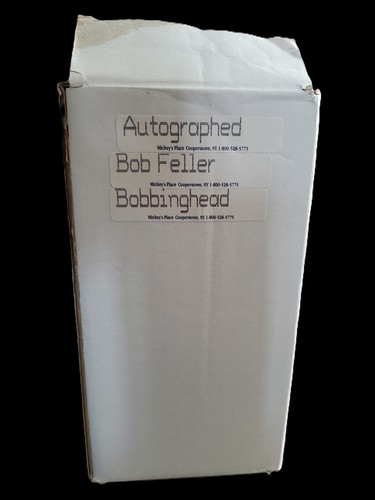 Autographed
Mickey's Place Cooperstown, NY 1-800-528-5775
Bob Feller
Mickey's Place Cooperstown, NY 1-800-528-5775
Bobbinghead
Mickey's Place Cooperstown, NY 1-800-528-5775